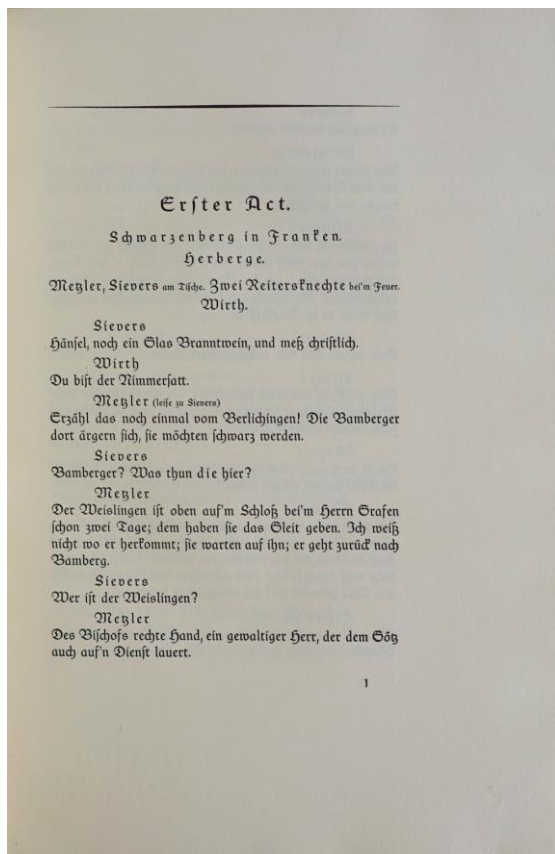 Erster Act.
Schwarzenberg in Franken.
Herberge.
Metzler, Sievers am Tische. Zwei Reitersknechte bei'm Feuer.
Wirth.
Sievers
Hänsel, noch ein Glas Branntwein, und meß christlich.
Wirth
Du bist der Nimmersatt.
Metzler (leise zu Sievers)
Erzähl das noch einmal vom Berlichingen! Die Bamberger
dort ärgern sich, sie möchten schwarz werden.
Sievers
Bamberger? Was thun die hier?
Metzler
Der Weislingen ist oben auf'm Schloß bei'm Herrn Grafen
schon zwei Tage; dem haben sie das Gleit geben. Ich weiß
nicht wo er herkommt; sie warten auf ihn; er geht zurück nach
Bamberg.
Sievers
Wer ist der Weislingen?
Metzler
Des Bischofs rechte Hand, ein gewaltiger Herr, der dem Götz
auch auf'n Dienst lauert.
1